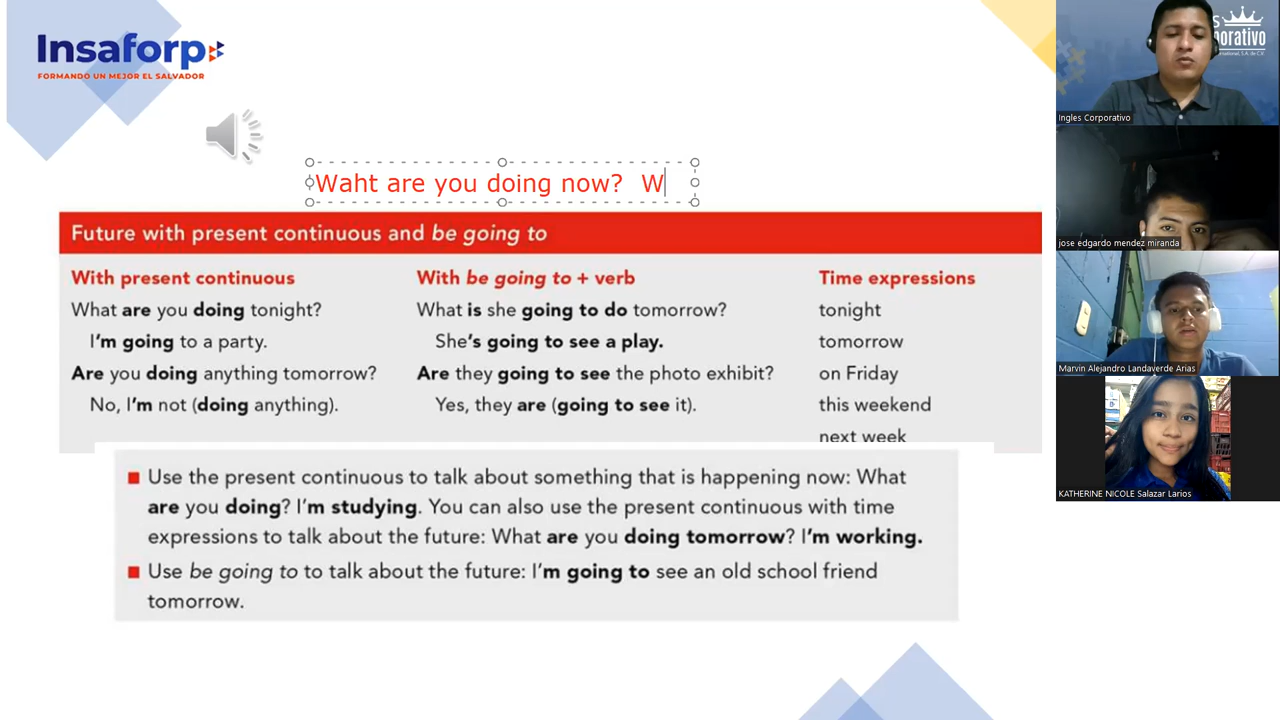 Insaforp
FORMANDO UN MEJOR EL SALVADOR
Waht are you doing now?  W
Future with present continuous and be going to
With present continuous
What are you doing tonight?
I'm going to a party.
Are you doing anything tomorrow?
No, I'm not (doing anything).
With be going to + verb
What is she going to do tomorrow?
She's going to see a play.
Are they going to see the photo exhibit?
Yes, they are (going to see it).
Time expressions
tonight
tomorrow
on Friday
this weekend
next week
Use the present continuous to talk about something that is happening now: What
are you doing? I'm studying. You can also use the present continuous with time
expressions to talk about the future: What are you doing tomorrow? I'm working.
Use be going to to talk about the future: I'm going to see an old school friend
tomorrow.
Ingles Corporativo
jose edgardo mendez miranda
Marvin Alejandro Landaverde Arias
KATHERINE NICOLE Salazar Larios